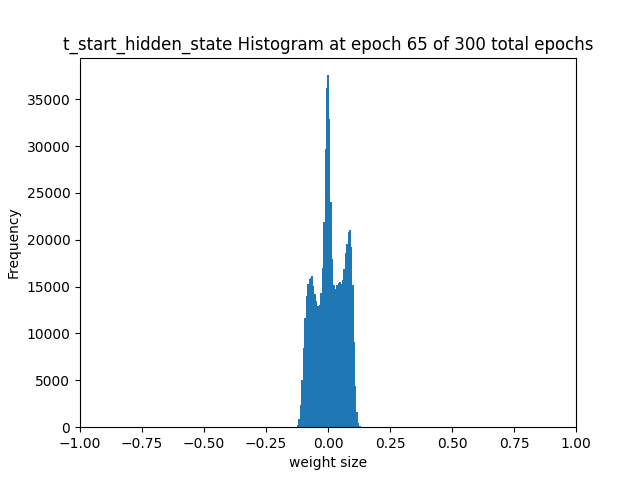 t_start_hidden_state Histogram at epoch 65 of 300 total epochs
Frequency
35000
30000
25000
20000
15000
10000
5000
0
−1.00 −0.75 −0.50 −0.25 0.00 0.25 0.50 0.75 1.00
weight size